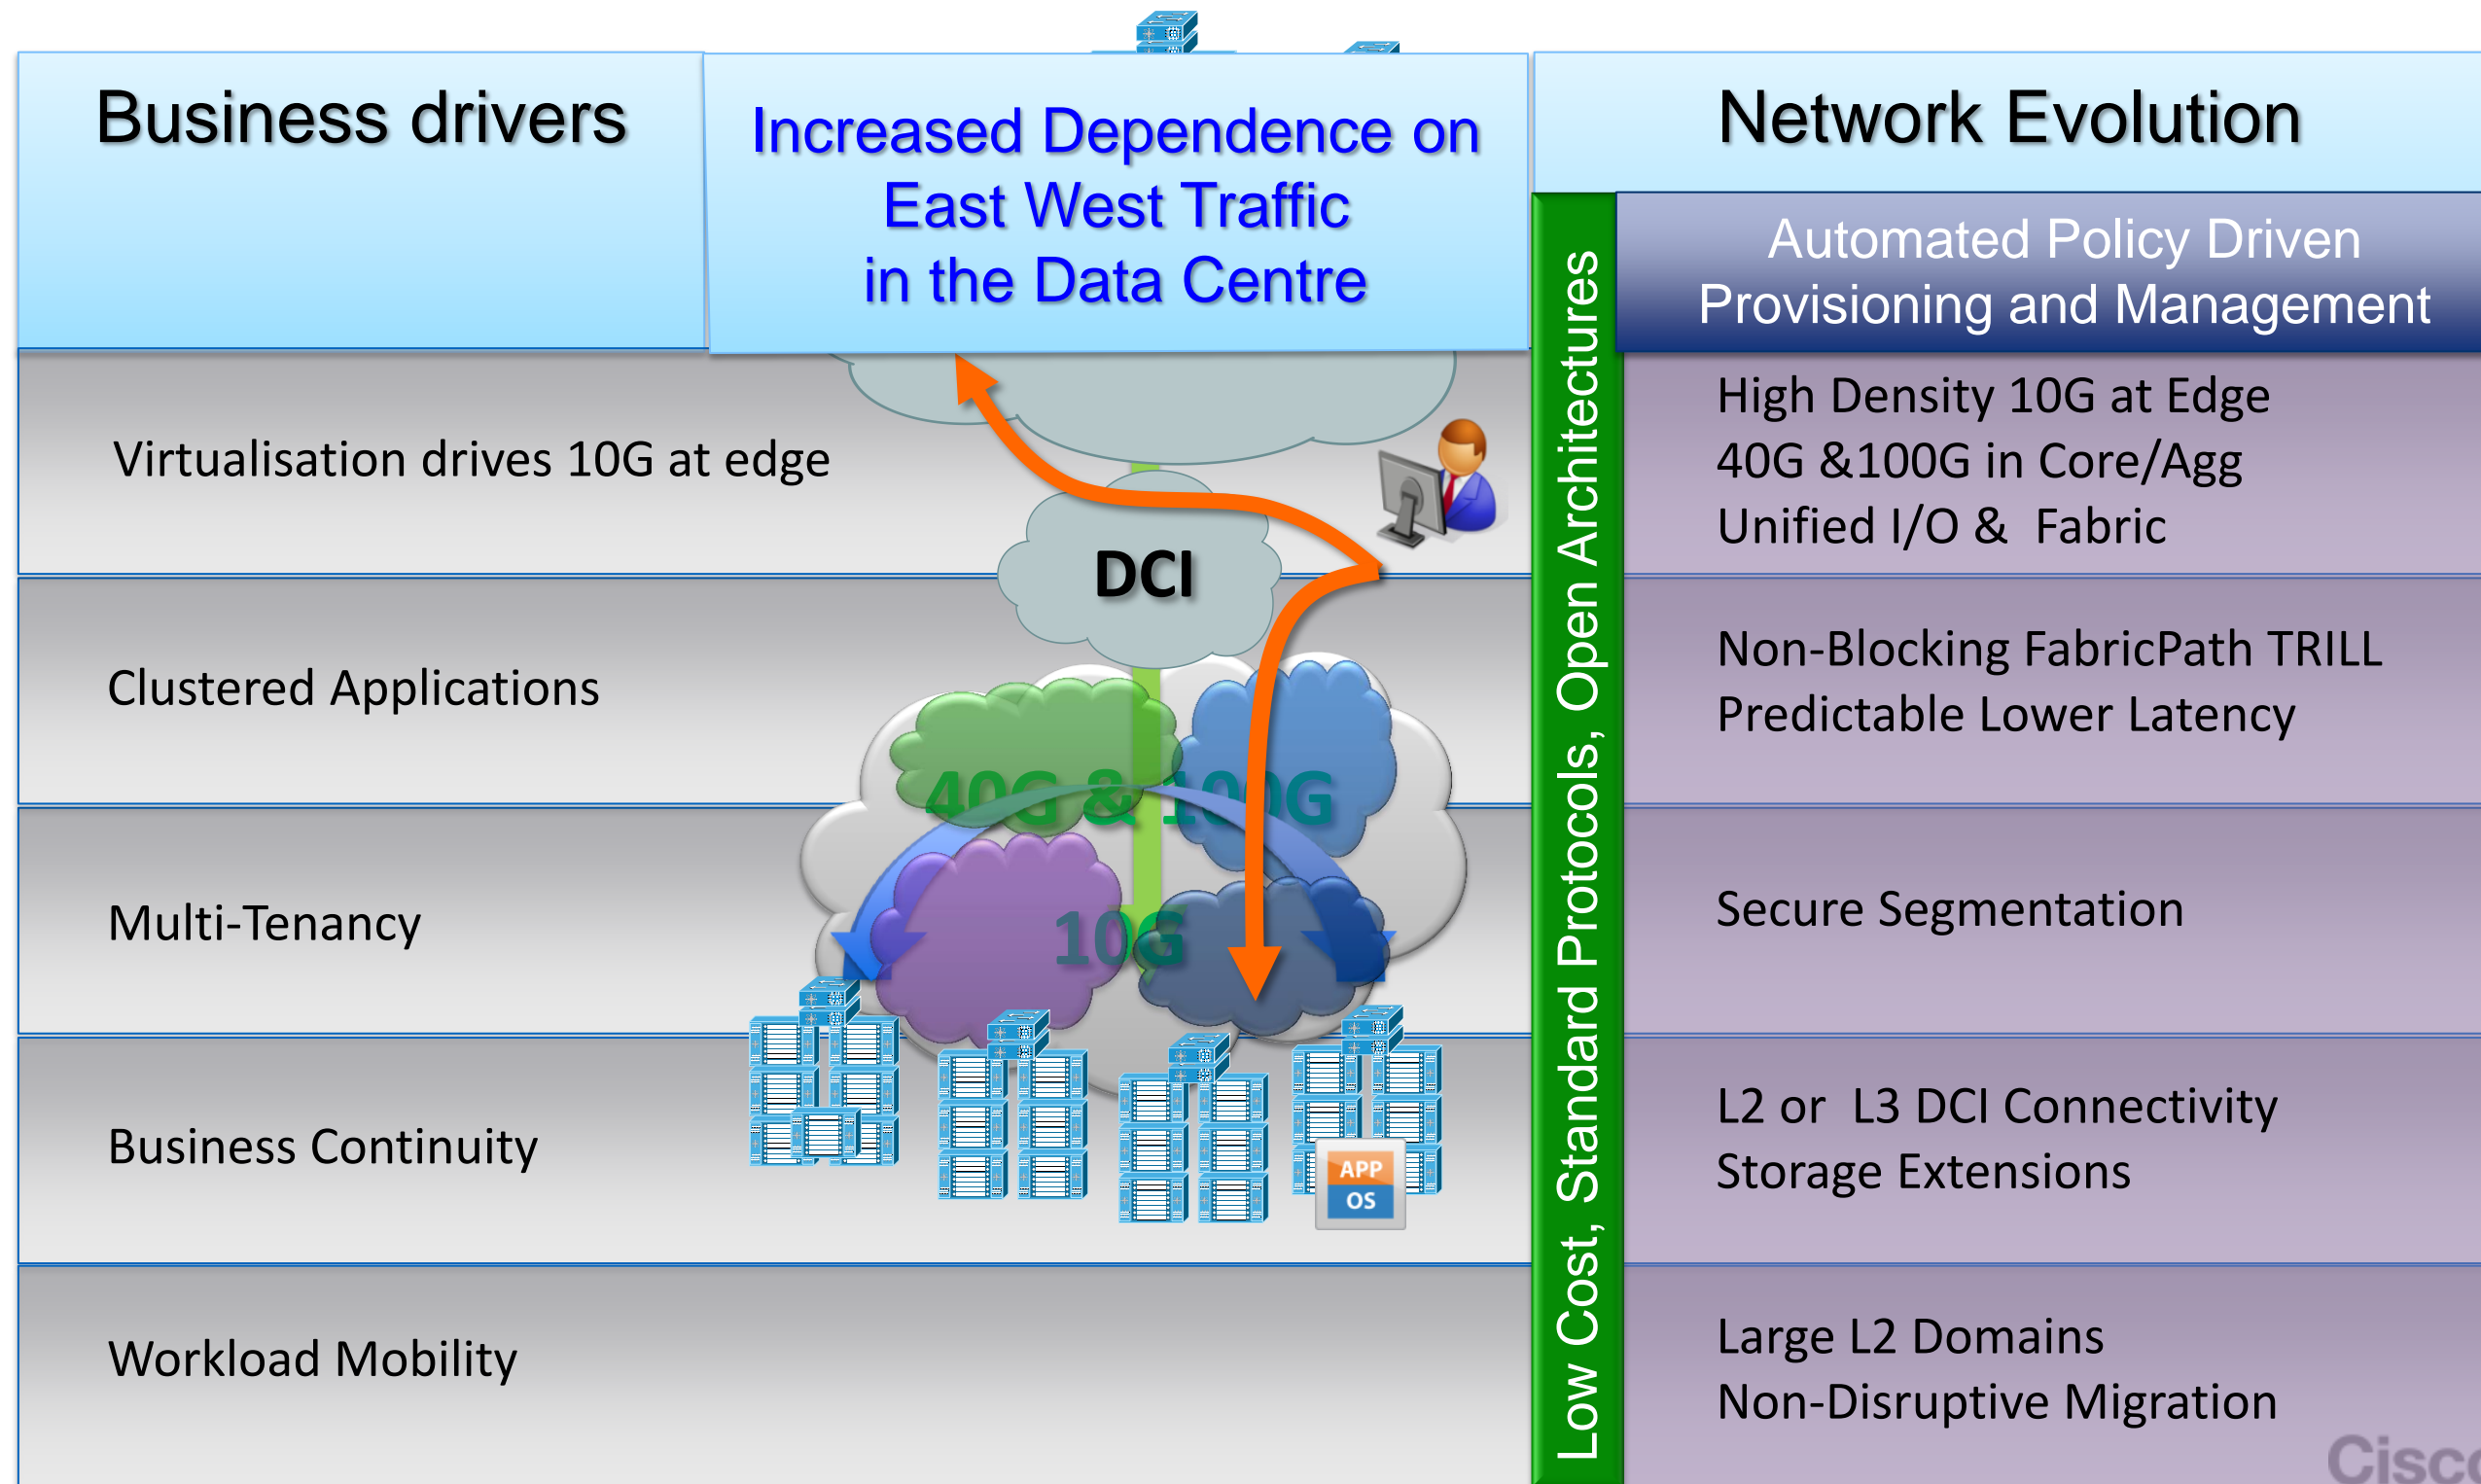 Business drivers
Increased Dependence on
East West Traffic
in the Data Centre
Network Evolution
Automated Policy Driven
Provisioning and Management
Low Cost, Standard Protocols, Open Architectures
Virtualisation drives 10G at edge
High Density 10G at Edge
40G &100G in Core/Agg
Unified I/O & Fabric
DCI
Clustered Applications
Non-Blocking FabricPath TRILL
Predictable Lower Latency
40G & 100G
Multi-Tenancy
10G
Secure Segmentation
Business Continuity
APP
OS
L2 or L3 DCI Connectivity
Storage Extensions
Workload Mobility
Large L2 Domains
Non-Disruptive Migration
Cisco